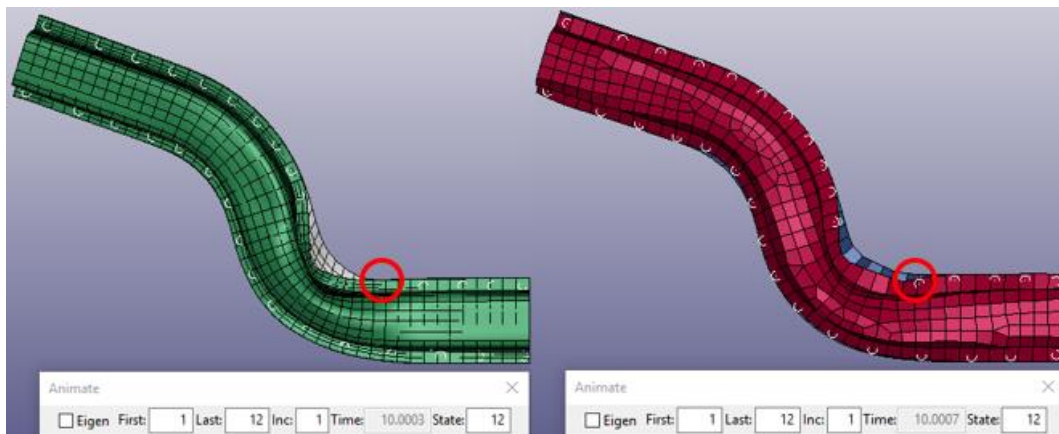 Animate
Eigen First: 1 Last: 12 Inc: 1 Time: 10.0003 State: 12
Animate
Eigen First: 1 Last: 12 Inc: 1 Time: 10.0007 State: 12